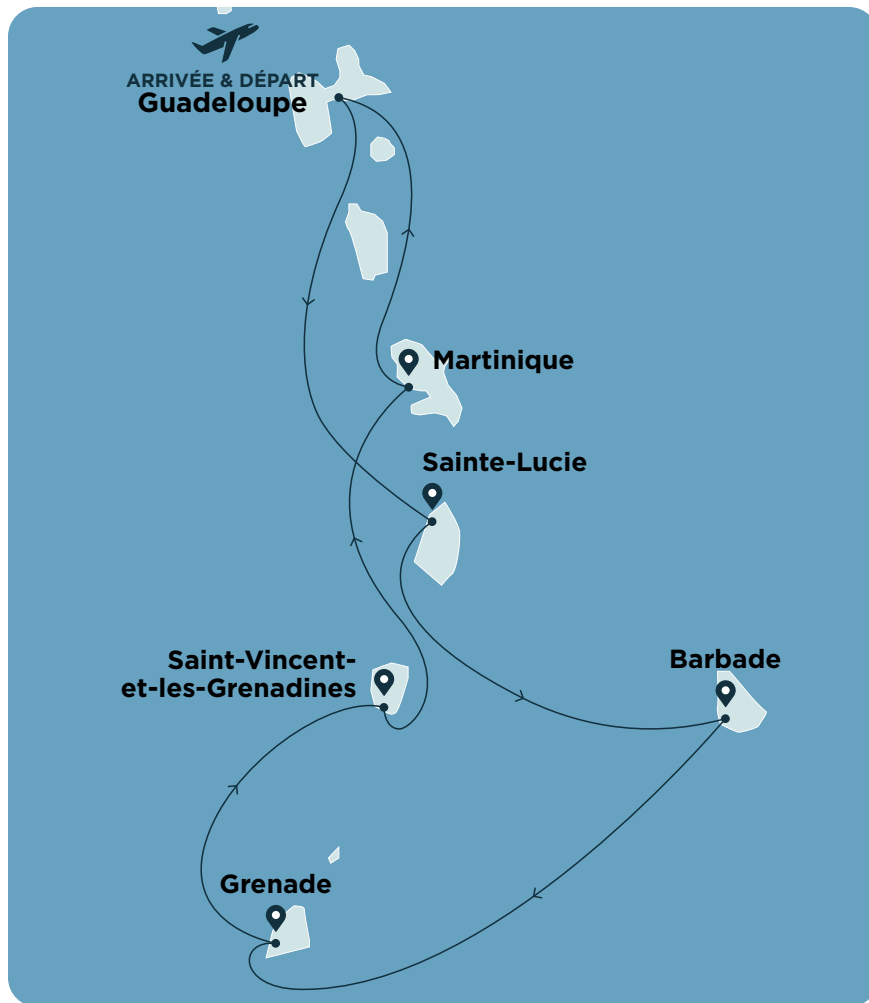 ARRIVÉE & DÉPART
Guadeloupe
Martinique
Sainte-Lucie
Saint-Vincent-
et-les-Grenadines
Barbade
Grenade